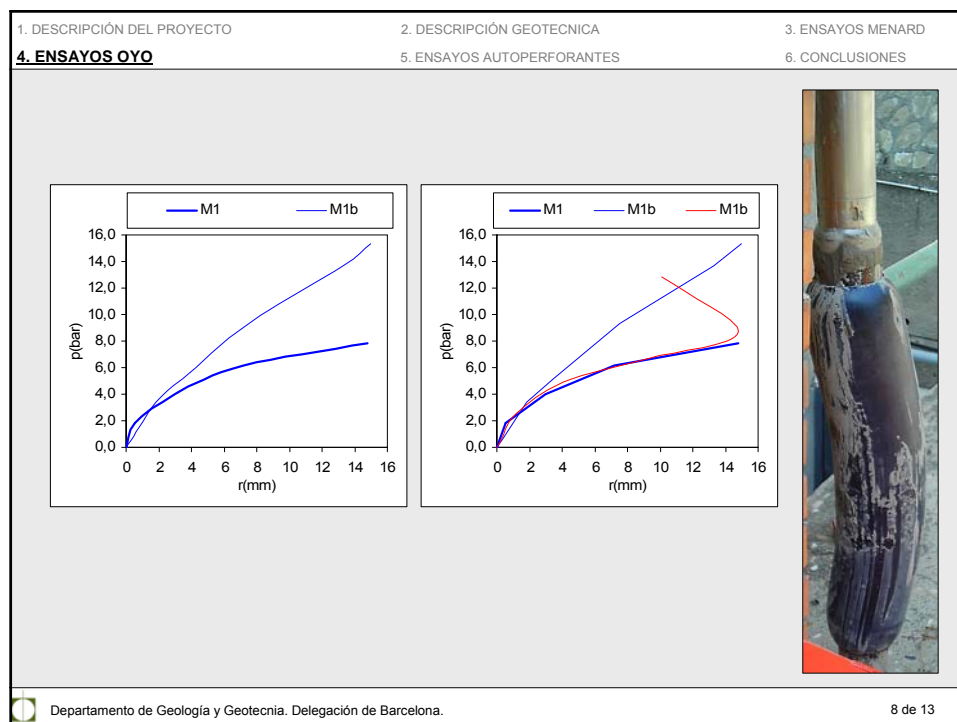 1. DESCRIPCIÓN DEL PROYECTO 2. DESCRIPCIÓN GEOTECNICA 3. ENSAYOS MENARD
4. ENSAYOS OYO 5. ENSAYOS AUTOPERFORANTES 6. CONCLUSIONES
M1 M1b
16,0
14,0
12,0
10,0
8,0
6,0
4,0
2,0
0,0
p(bar)
0 2 4 6 8 10 12 14 16
r(mm)
M1 M1b M1b
16,0
14,0
12,0
10,0
8,0
6,0
4,0
2,0
0,0
p(bar)
0 2 4 6 8 10 12 14 16
r(mm)
Departamento de Geología y Geotecnia. Delegación de Barcelona. 8 de 13